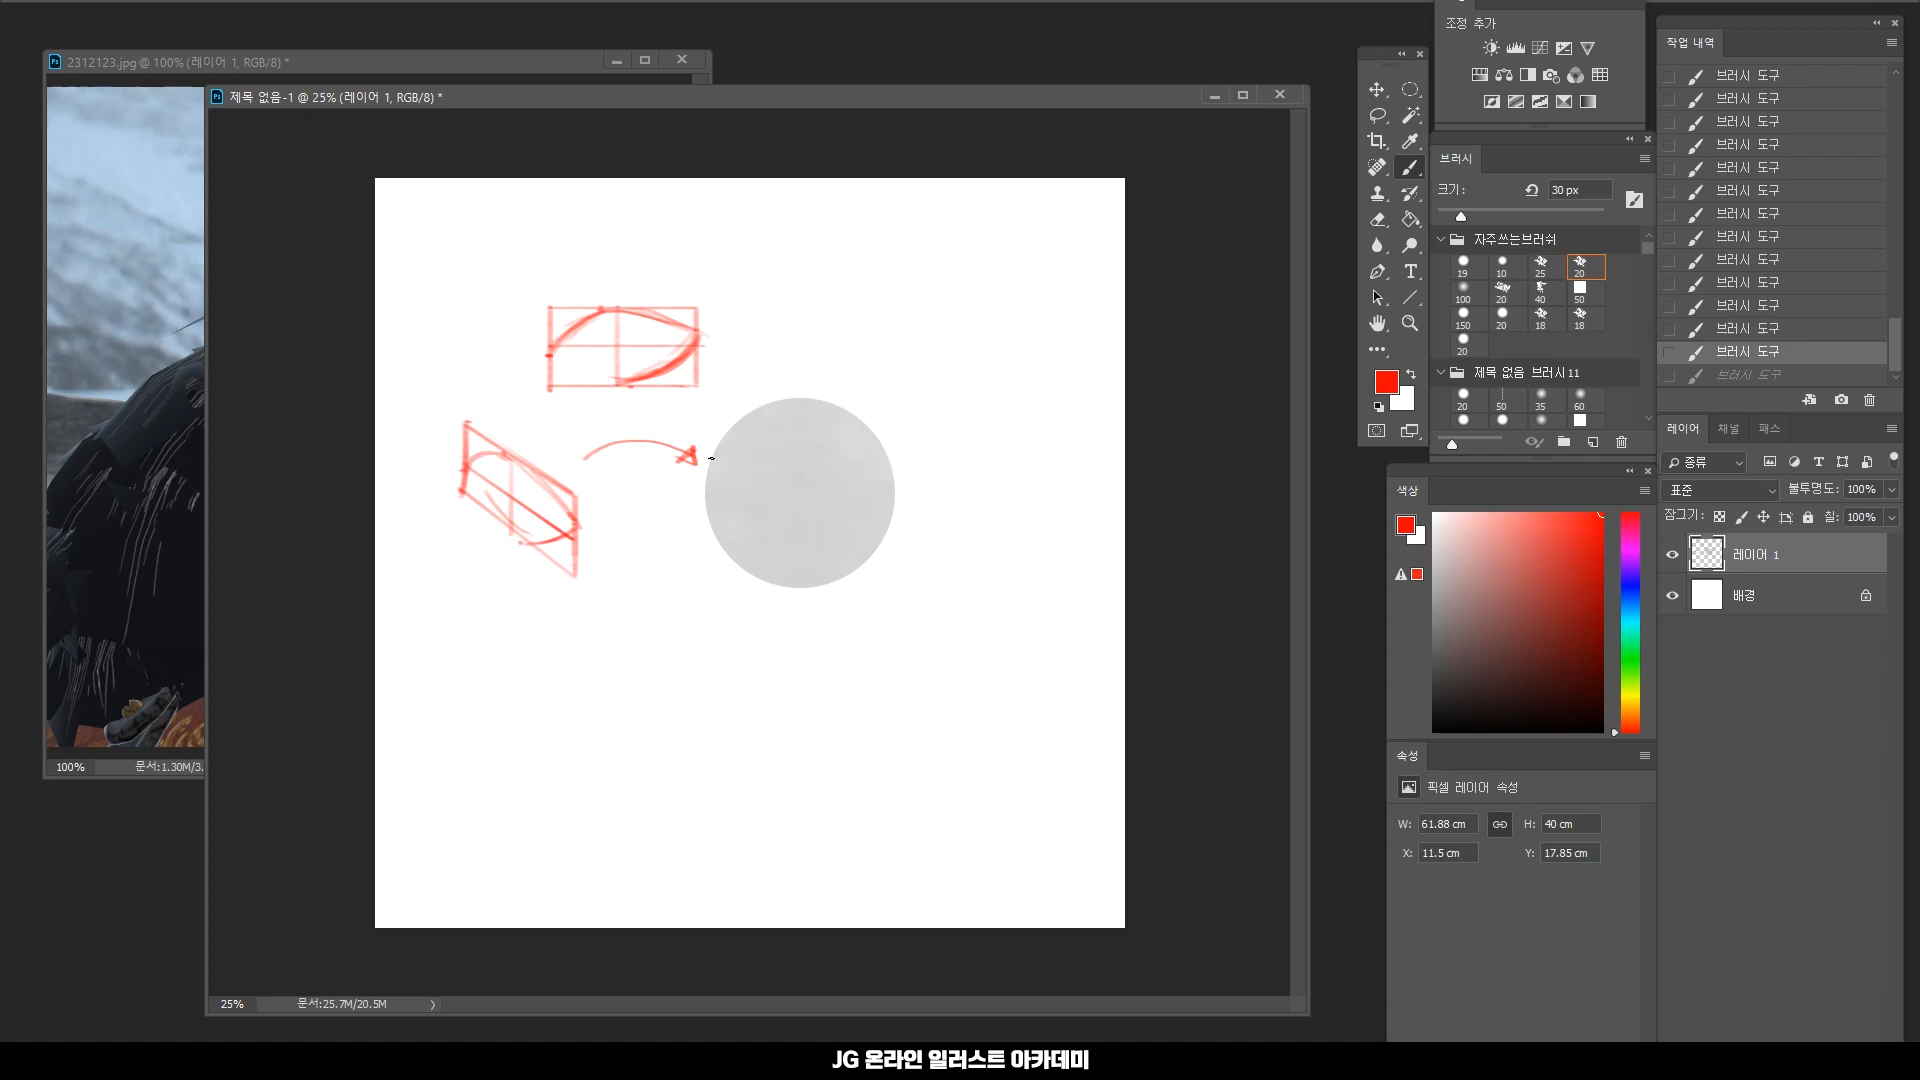 조정 추가
작업 내역
2312123.jpg @ 100% (레이어 1, RGB/8) *
제목 없음-1 @ 25% (레이어 1, RGB/8) *
브러시 도구
브러시 도구
브러시 도구
브러시 도구
브러시 도구
브러시 도구
브러시 도구
브러시 도구
브러시 도구
브러시 도구
브러시 도구
브러시 도구
브러시 도구
브러시 도구
브러시
크기:
30 px
자주쓰는브러쉬
19 10 25 20
100 20 40 50
150 20 18 18
20
제목 없음 브러시 11
20 50 35 60
레이어 채널 패스
종류
표준 불투명도: 100%
잠그기: 칠: 100%
레이어 1
배경
색상
속성
픽셀 레이어 속성
W: 61.88 cm H: 40 cm
X: 11.5 cm Y: 17.85 cm
100% 문서:1.30M/3.
25% 문서:25.7M/20.5M
JG 온라인 일러스트 아카데미